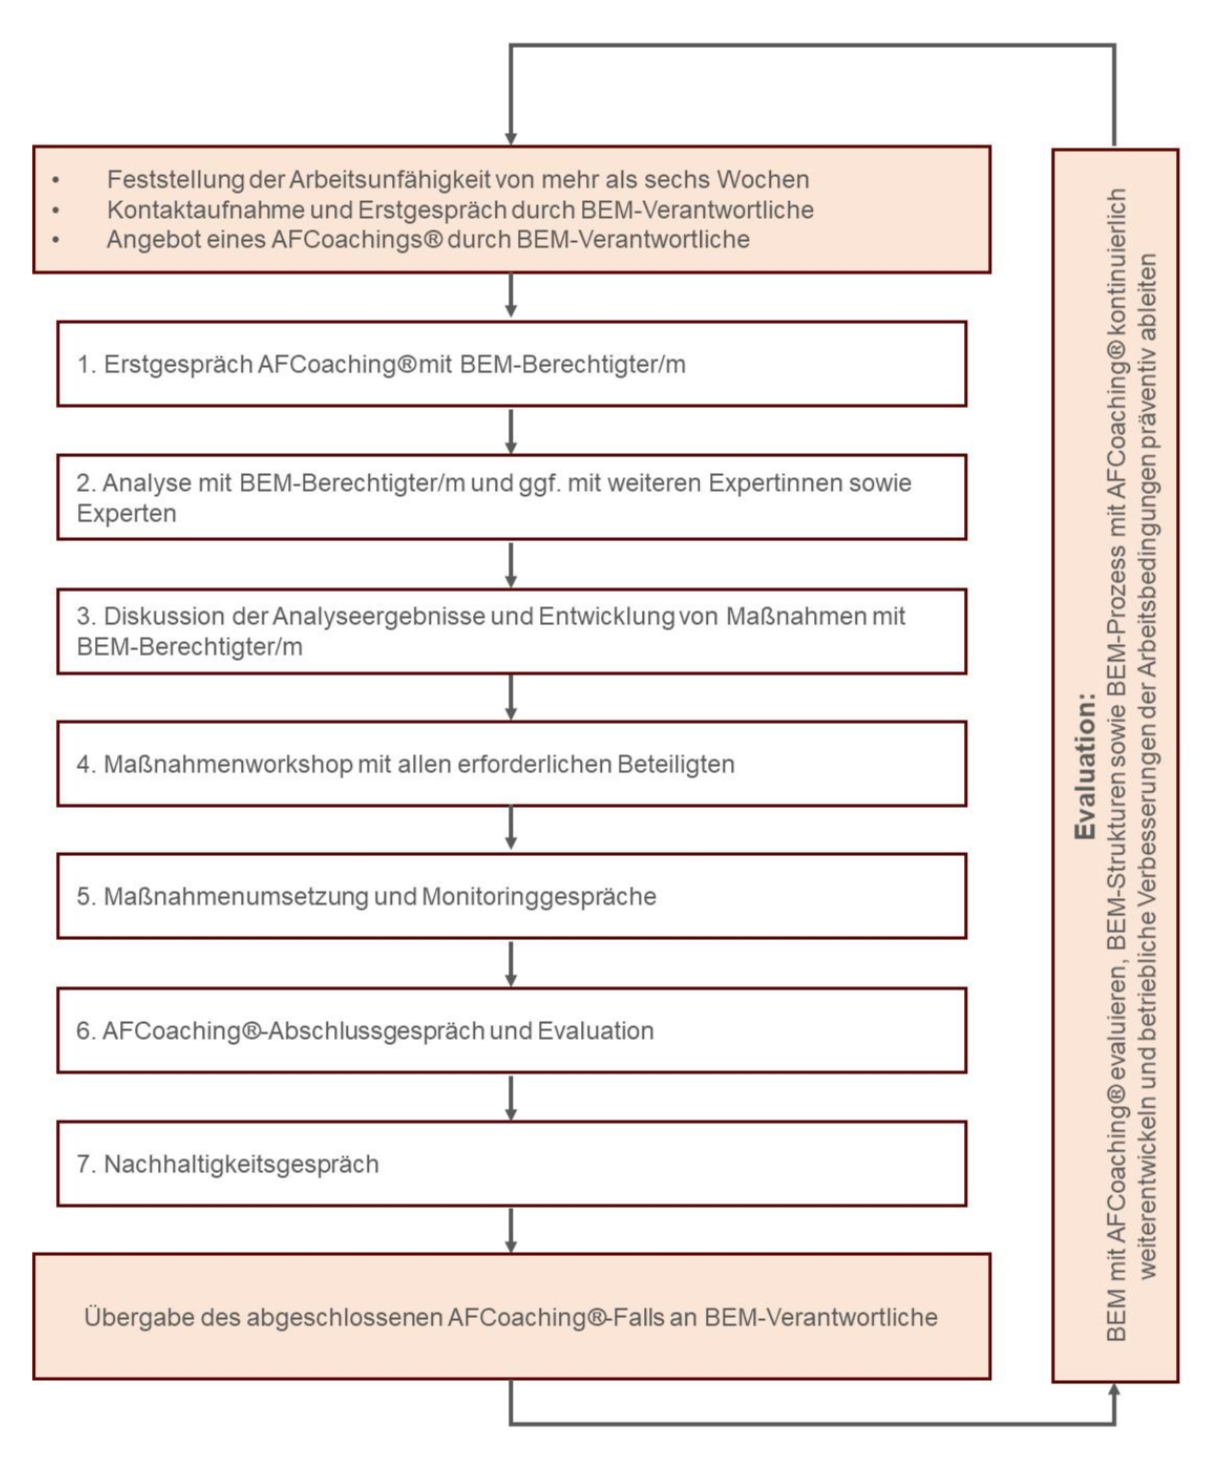 • Feststellung der Arbeitsunfähigkeit von mehr als sechs Wochen
• Kontaktaufnahme und Erstgespräch durch BEM-Verantwortliche
• Angebot eines AFCoachings® durch BEM-Verantwortliche
1. Erstgespräch AFCoaching® mit BEM-Berechtigter/m
2. Analyse mit BEM-Berechtigter/m und ggf. mit weiteren Expertinnen sowie
Experten
3. Diskussion der Analyseergebnisse und Entwicklung von Maßnahmen mit
BEM-Berechtigter/m
4. Maßnahmenworkshop mit allen erforderlichen Beteiligten
5. Maßnahmenumsetzung und Monitoringgespräche
6. AFCoaching®-Abschlussgespräch und Evaluation
7. Nachhaltigkeitsgespräch
Übergabe des abgeschlossenen AFCoaching®-Falls an BEM-Verantwortliche
Evaluation:
BEM mit AFCoaching® evaluieren, BEM-Strukturen sowie BEM-Prozess mit AFCoaching® kontinuierlich
weiterentwickeln und betriebliche Verbesserungen der Arbeitsbedingungen präventiv ableiten